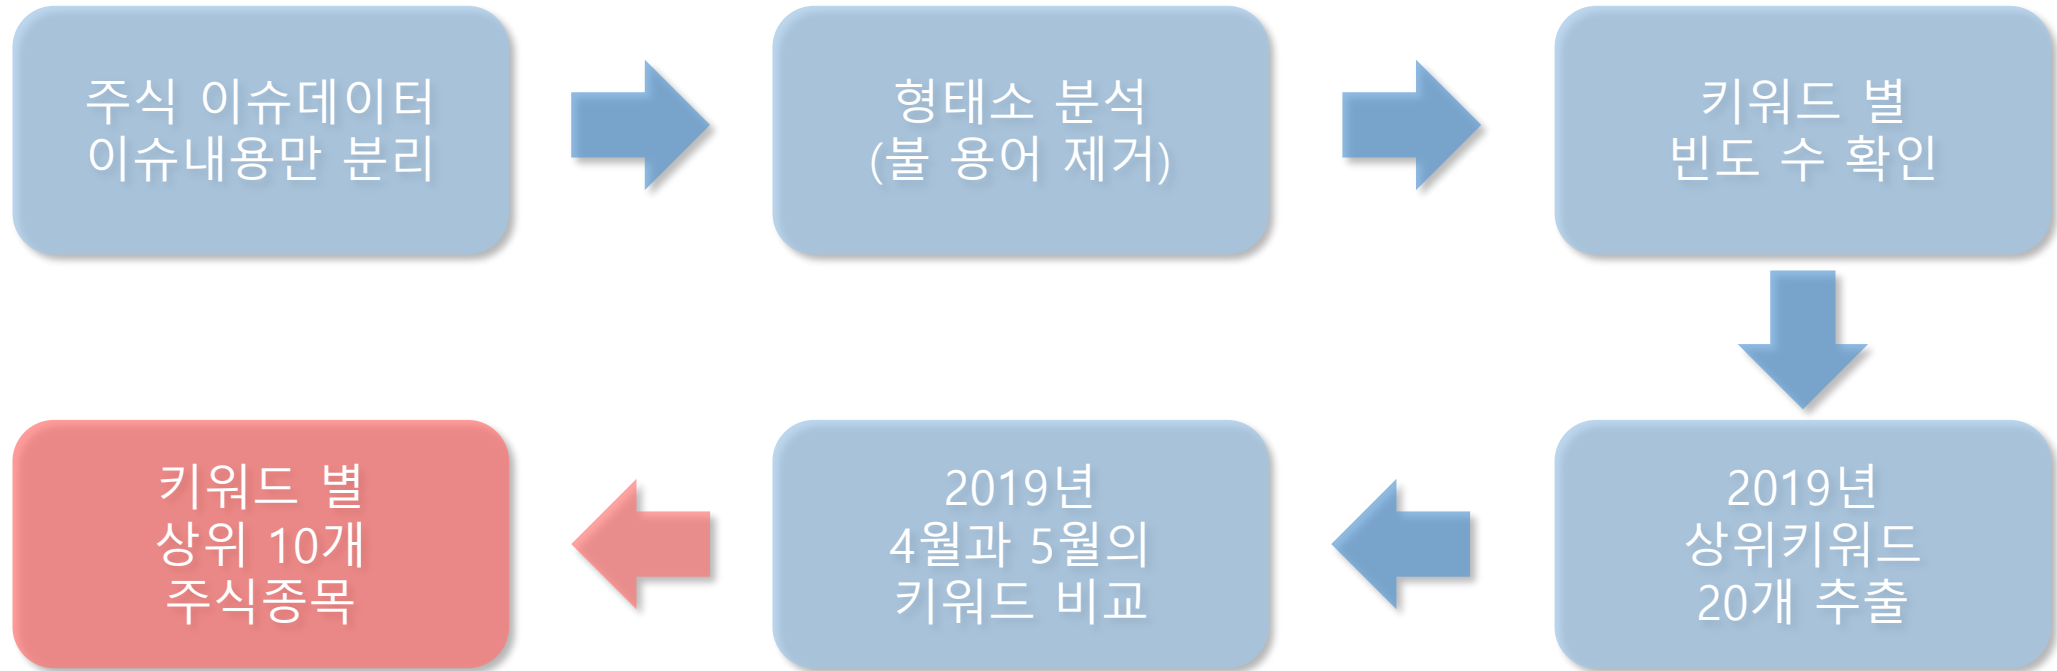 주식 이슈데이터
이슈내용만 분리
형태소 분석
(불 용어 제거)
키워드 별
빈도 수 확인
2019년
상위키워드
20개 추출
2019년
4월과 5월의
키워드 비교
키워드 별
상위 10개
주식종목